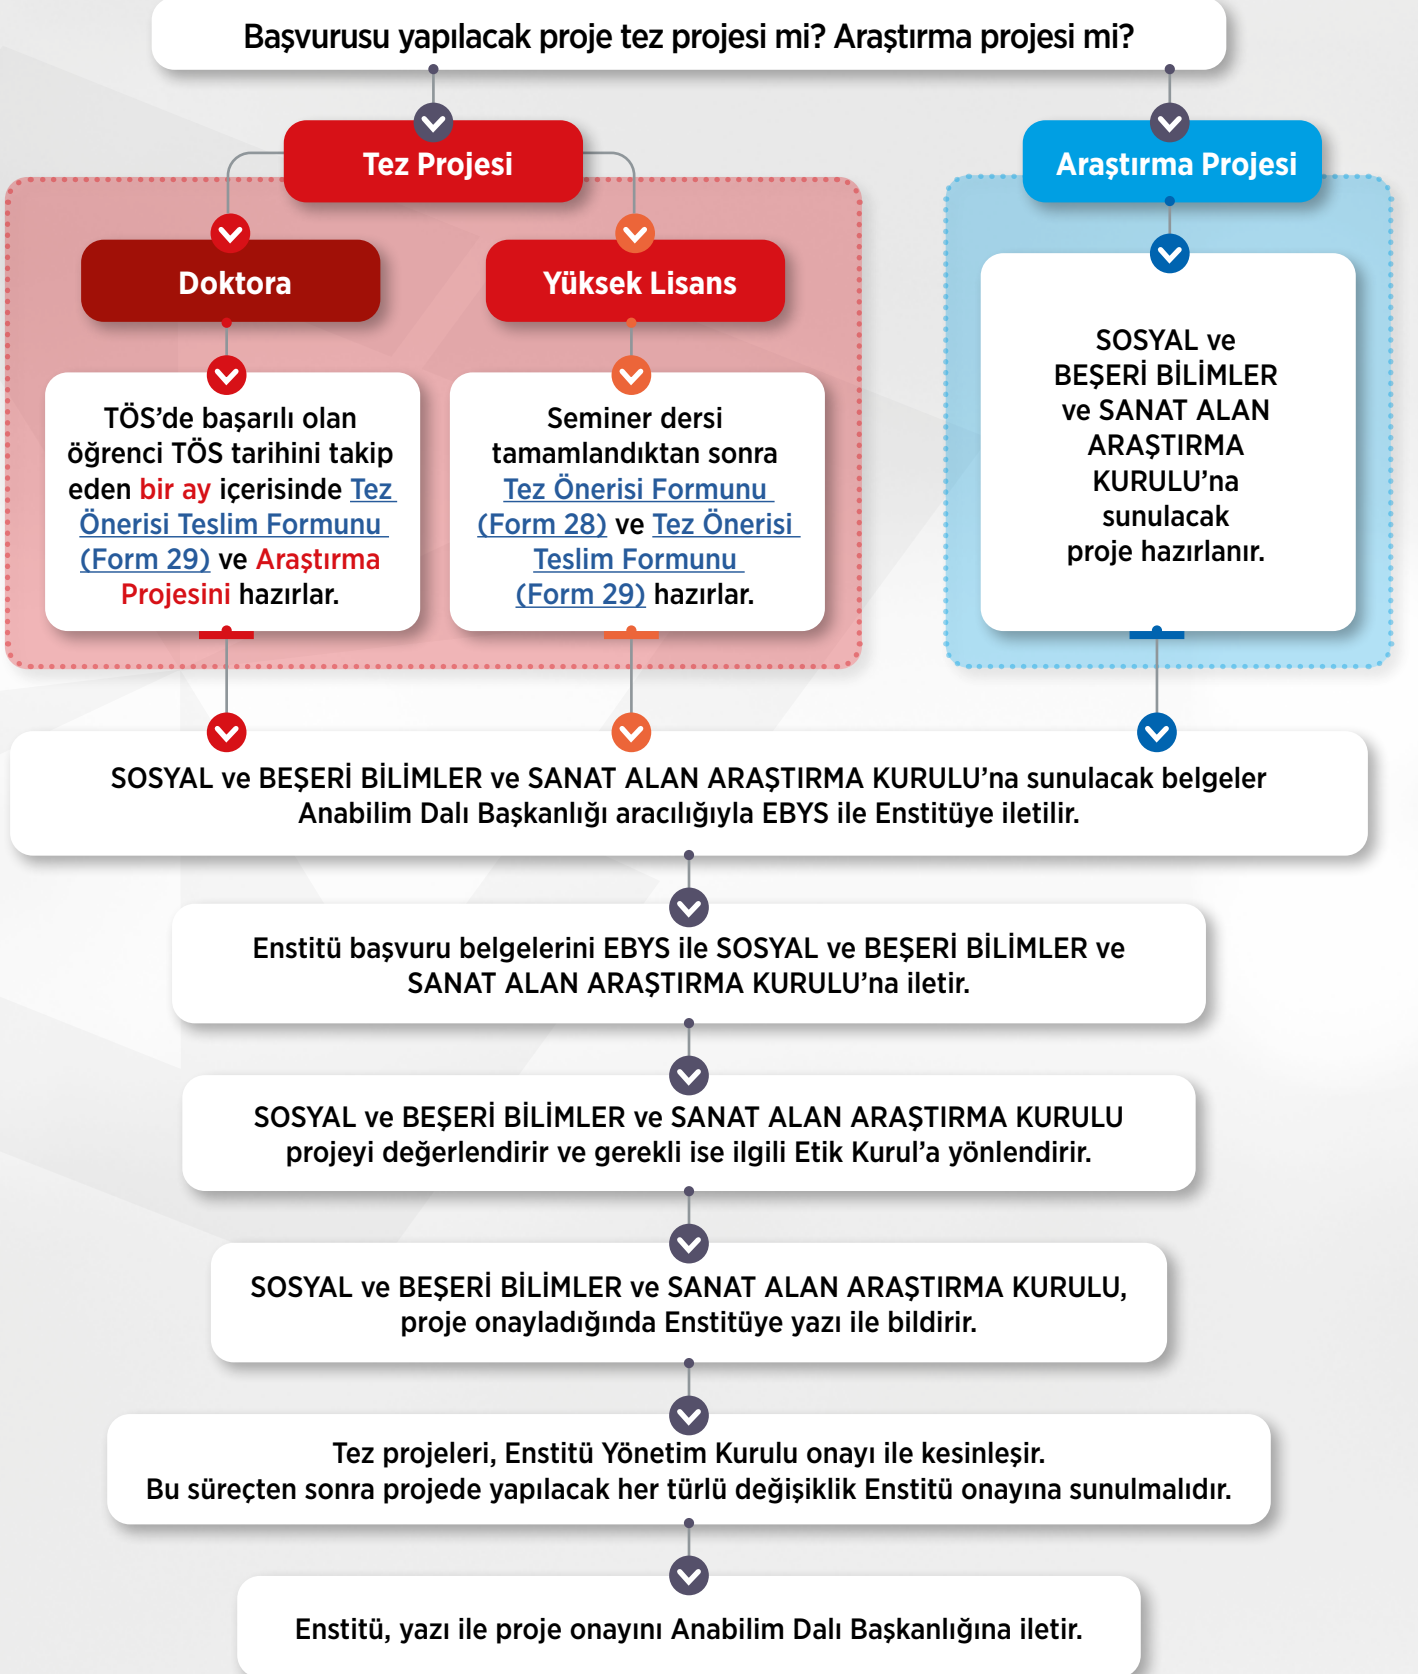 Başvurusu yapılacak proje tez projesi mi? Araştırma projesi mi?
Tez Projesi
Araştırma Projesi
Doktora
Yüksek Lisans
TÖS’de başarılı olan
öğrenci TÖS tarihini takip
eden bir ay içerisinde Tez
Önerisi Teslim Formunu
(Form 29) ve Araştırma
Projesini hazırlar.
Seminer dersi
tamamlandıktan sonra
Tez Önerisi Formunu
(Form 28) ve Tez Önerisi
Teslim Formunu
(Form 29) hazırlar.
SOSYAL ve
BEŞERİ BİLİMLER
ve SANAT ALAN
ARAŞTIRMA
KURULU’na
sunulacak
proje hazırlanır.
SOSYAL ve BEŞERİ BİLİMLER ve SANAT ALAN ARAŞTIRMA KURULU’na sunulacak belgeler
Anabilim Dalı Başkanlığı aracılığıyla EBYS ile Enstitüye iletilir.
Enstitü başvuru belgelerini EBYS ile SOSYAL ve BEŞERİ BİLİMLER ve
SANAT ALAN ARAŞTIRMA KURULU’na iletir.
SOSYAL ve BEŞERİ BİLİMLER ve SANAT ALAN ARAŞTIRMA KURULU
projeyi değerlendirir ve gerekli ise ilgili Etik Kurul’a yönlendirir.
SOSYAL ve BEŞERİ BİLİMLER ve SANAT ALAN ARAŞTIRMA KURULU,
proje onayladığında Enstitüye yazı ile bildirir.
Tez projeleri, Enstitü Yönetim Kurulu onayı ile kesinleşir.
Bu süreçten sonra projede yapılacak her türlü değişiklik Enstitü onayına sunulmalıdır.
Enstitü, yazı ile proje onayını Anabilim Dalı Başkanlığına iletir.